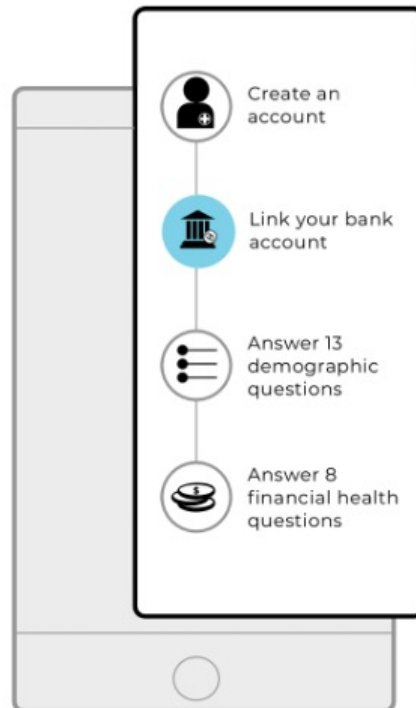 Create an
account
Link your bank
account
Answer 13
demographic
questions
Answer 8
financial health
questions